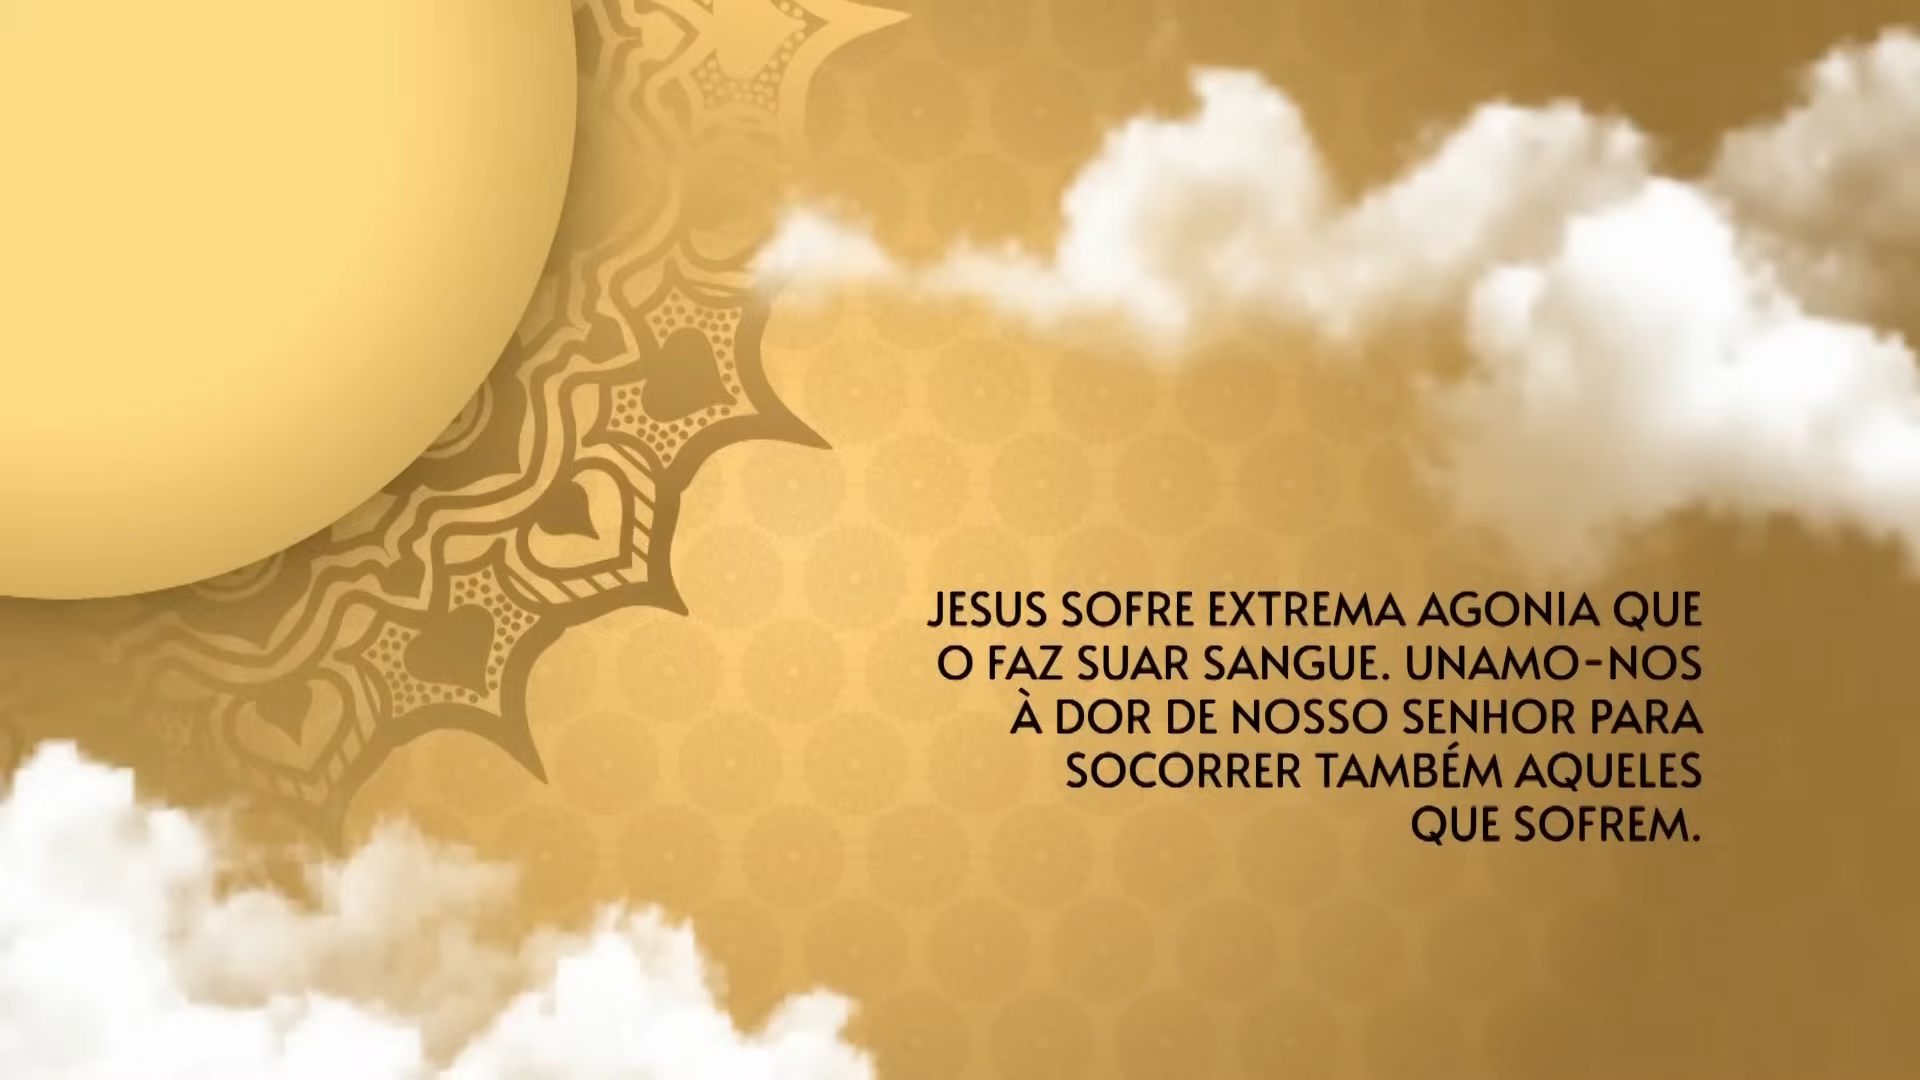 JESUS SOFRE EXTREMA AGONIA QUE
O FAZ SUAR SANGUE. UNAMO-NOS
À DOR DE NOSSO SENHOR PARA
SOCORRER TAMBÉM AQUELES
QUE SOFREM.